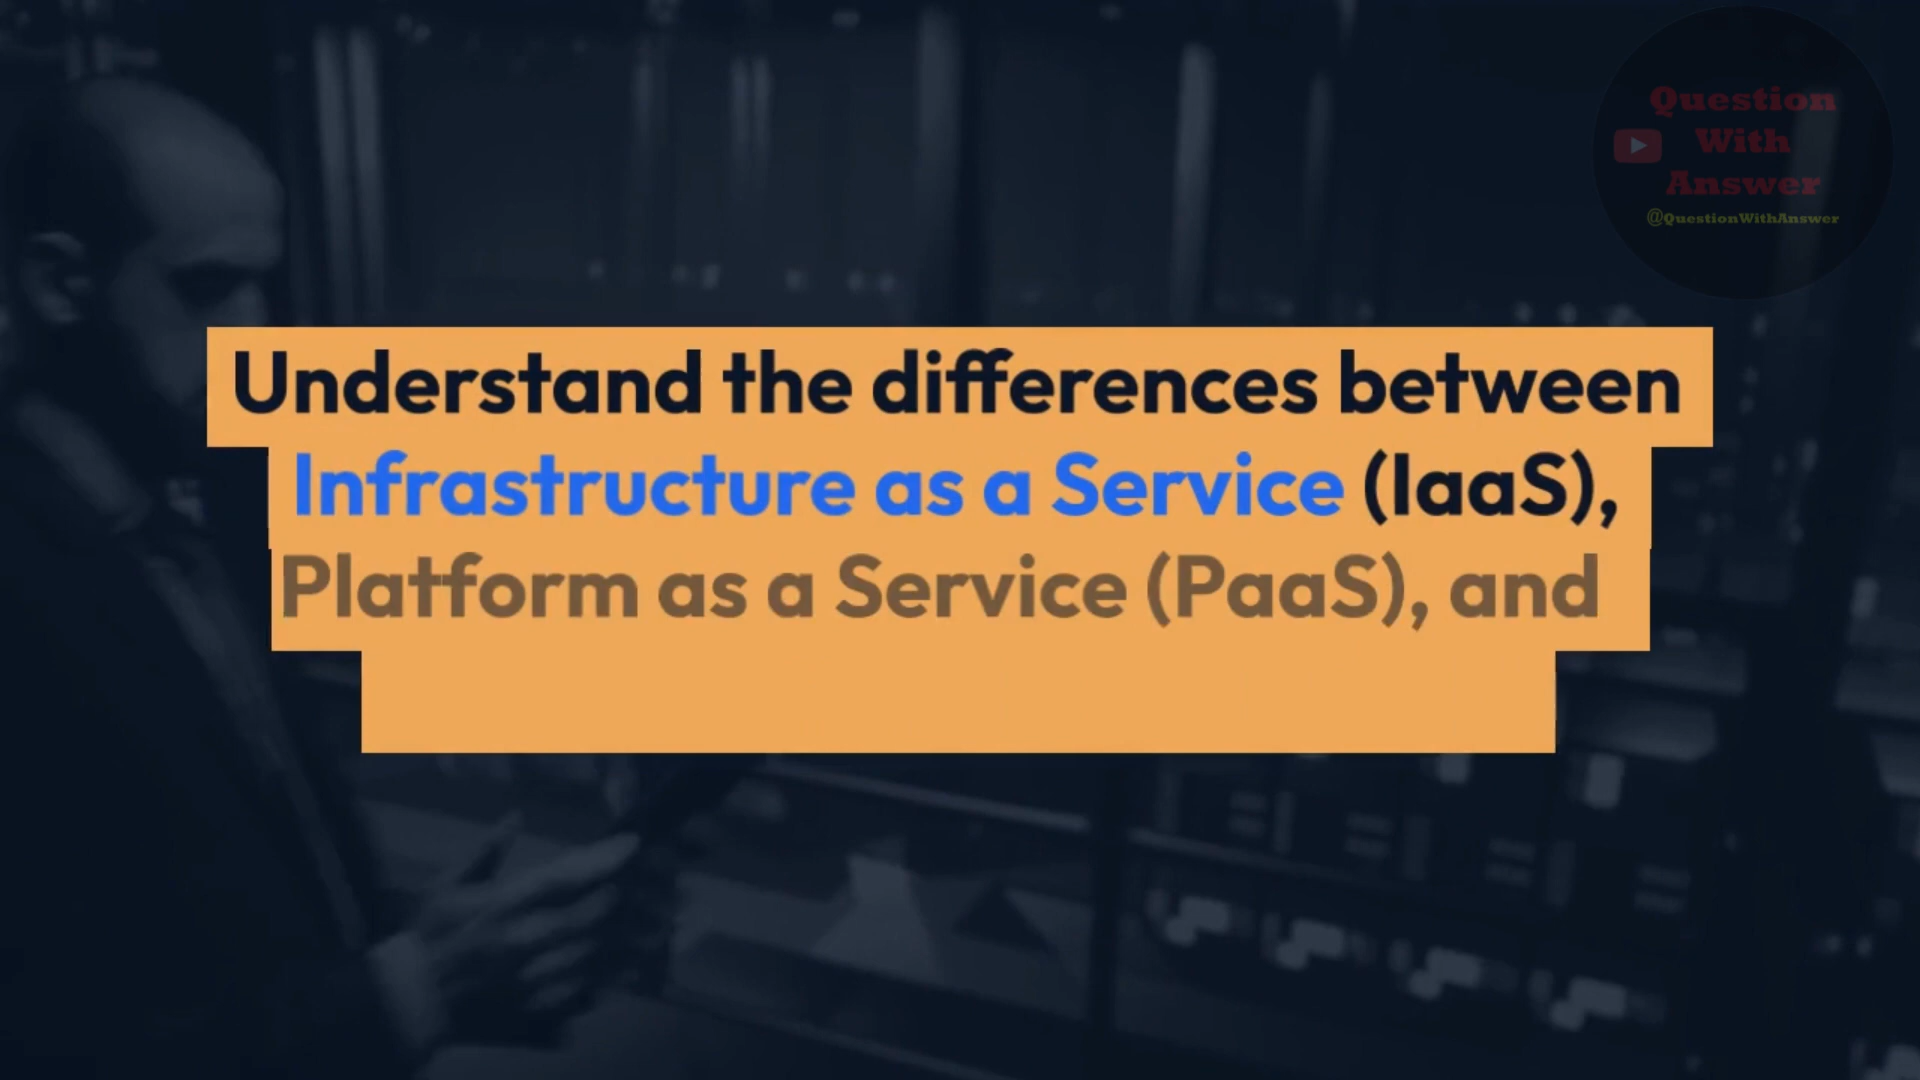 Question
With
Answer
@QuestionWithAnswer
Understand the differences between
Infrastructure as a Service (IaaS),
Platform as a Service (PaaS), and